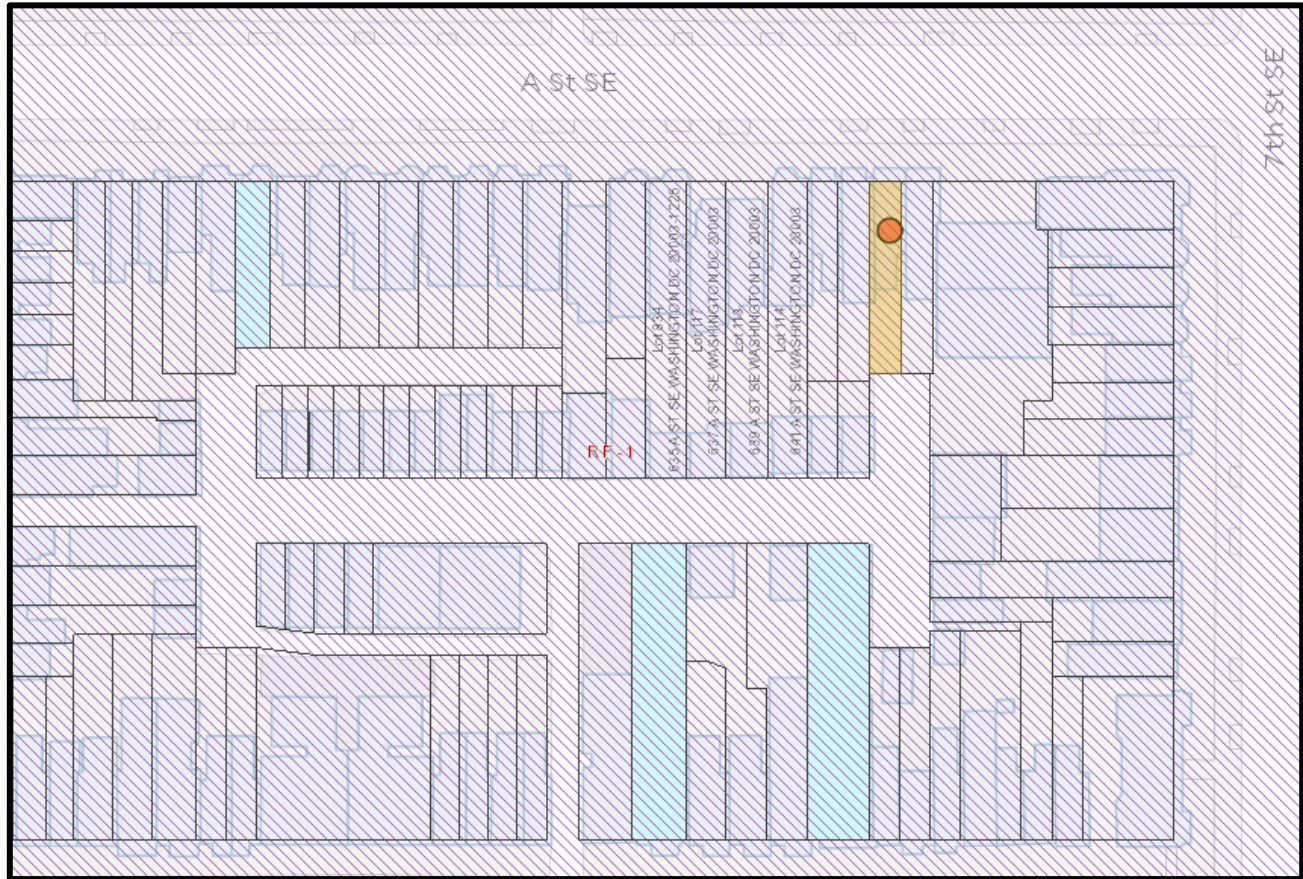 A St SE
7th St SE
Lot 834
635 A ST SE WASHINGTON DC 20003-1225
Lot 117
637 A ST SE WASHINGTON DC 20003
Lot 113
639 A ST SE WASHINGTON DC 20003
Lot 114
641 A ST SE WASHINGTON DC 20003
RF-1